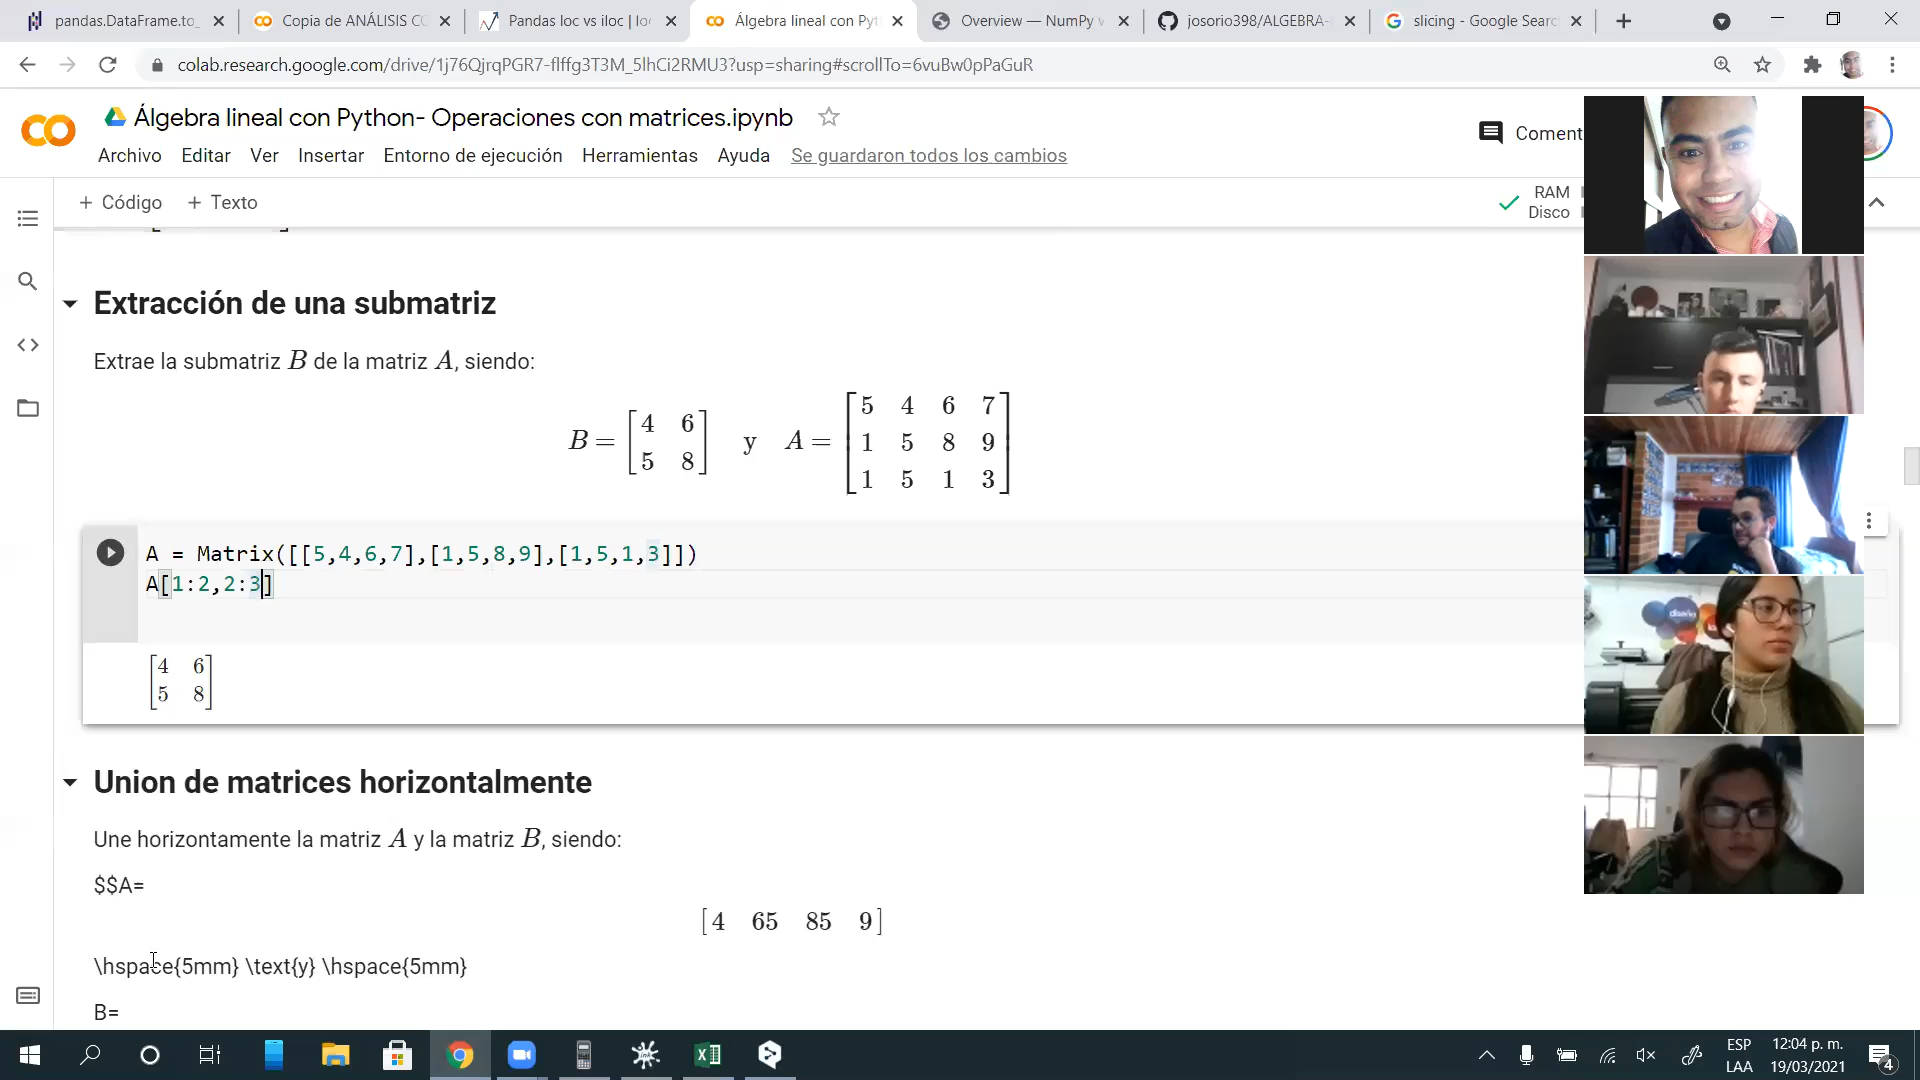 pandas.DataFrame.to_
Copia de ANÁLISIS CC
Pandas loc vs iloc | lo
Álgebra lineal con Pyt
Overview — NumPy v
josorio398/ALGEBRA-
slicing - Google Searc
colab.research.google.com/drive/1j76QjrqPGR7-flffg3T3M_5lhCi2RMU3?usp=sharing#scrollTo=6vuBw0pPaGuR
Álgebra lineal con Python- Operaciones con matrices.ipynb
Coment
Archivo Editar Ver Insertar Entorno de ejecución Herramientas Ayuda Se guardaron todos los cambios
+ Código + Texto
RAM
Disco
Extracción de una submatriz
Extrae la submatriz B de la matriz A, siendo:
B = [4 6
5 8] y A = [5 4 6 7
1 5 8 9
1 5 1 3]
A = Matrix([[5,4,6,7],[1,5,8,9],[1,5,1,3]])
A[1:2,2:3]
[4 6
5 8]
Union de matrices horizontalmente
Une horizontamente la matriz A y la matriz B, siendo:
$$A=
[4 65 85 9]
\hspace{5mm} \text{y} \hspace{5mm}
B=
ESP
LAA
12:04 p. m.
19/03/2021
4